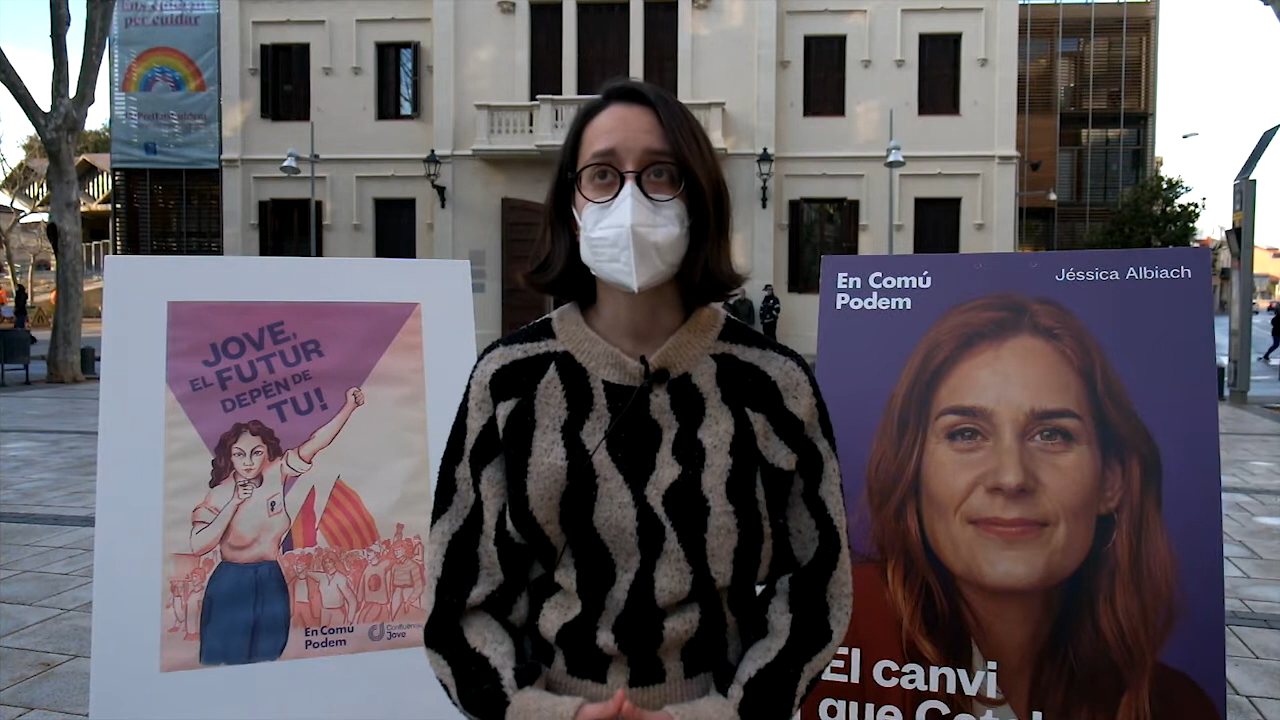 per cuidar
JOVE,
EL FUTUR
DEPÈN DE
TU!
En Comú
Podem
Jove
En Comú
Podem
Jéssica Albiach
El canvi
que